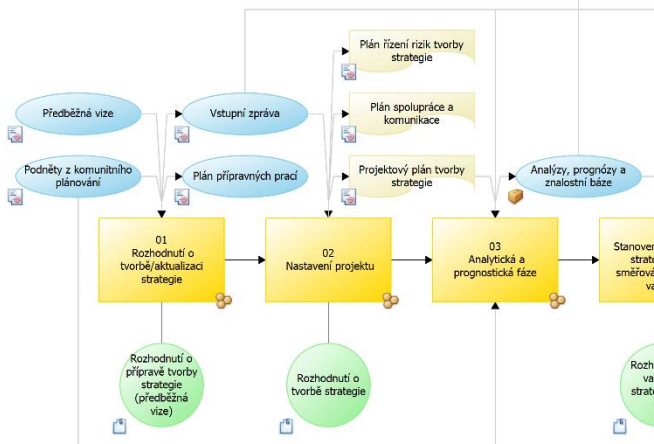 Plán řízení rizik tvorby
strategie
Předběžná vize
Vstupní zpráva
Plán spolupráce a
komunikace
Podněty z komunitního
plánování
Plán přípravných prací
Projektový plán tvorby
strategie
Analýzy, prognózy a
znalostní báze
01
Rozhodnutí o
tvorbě/aktualizaci
strategie
02
Nastavení projektu
03
Analytická a
prognostická fáze
Rozhodnutí o
přípravě tvorby
strategie
(předběžná
vize)
Rozhodnutí o
tvorbě strategie